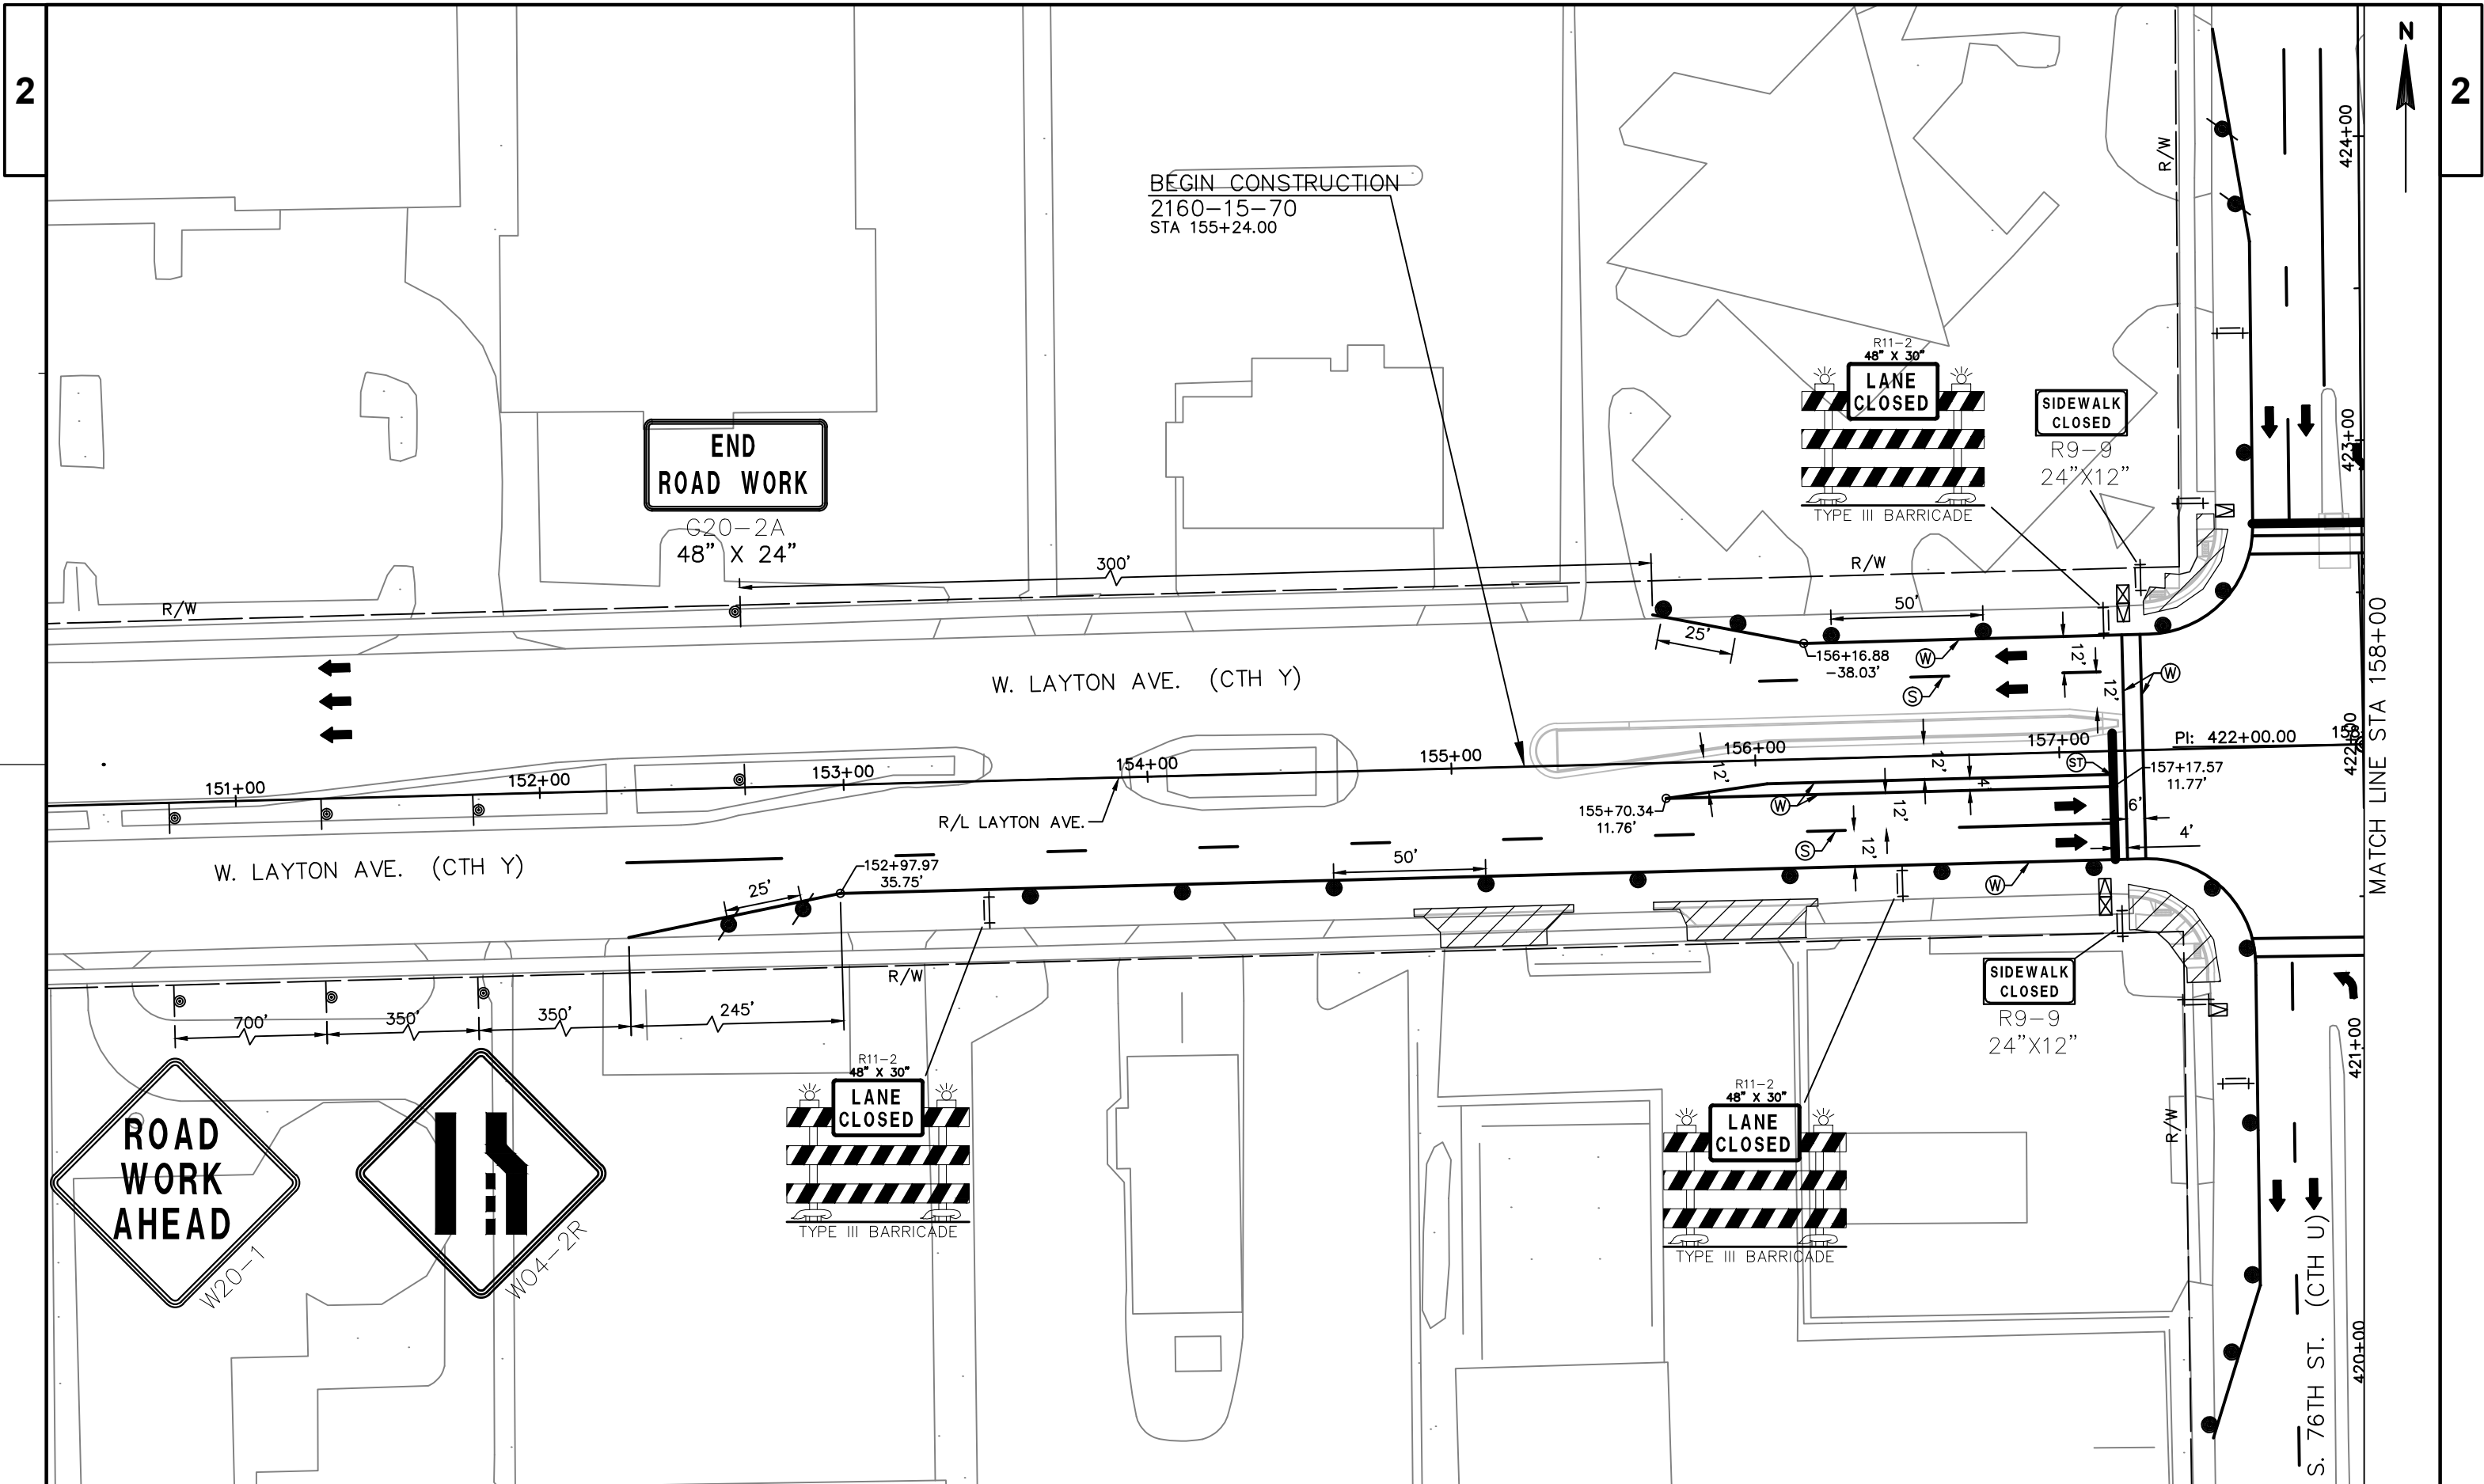 2
2
N
BEGIN CONSTRUCTION
2160-15-70
STA 155+24.00
R/W
424+00
423+00
R11-2
48" X 30"
LANE
CLOSED
TYPE III BARRICADE
SIDEWALK
CLOSED
R9-9
24"X12"
END
ROAD WORK
G20-2A
48" X 24"
300'
R/W
R/W
25'
50'
156+16.88
-38.03'
W
S
12'
12'
W
W. LAYTON AVE. (CTH Y)
MATCH LINE STA 158+00
151+00
152+00
153+00
154+00
155+00
156+00
157+00
PI: 422+00.00
422+00
ST
157+17.57
11.77'
12'
12'
4'
12'
12'
6'
4'
155+70.34
11.76'
W
S
R/L LAYTON AVE.
W. LAYTON AVE. (CTH Y)
152+97.97
35.75'
25'
50'
W
R/W
700'
350'
350'
245'
SIDEWALK
CLOSED
R9-9
24"X12"
421+00
R/W
ROAD
WORK
AHEAD
W20-1
W04-2R
R11-2
48" X 30"
LANE
CLOSED
TYPE III BARRICADE
R11-2
48" X 30"
LANE
CLOSED
TYPE III BARRICADE
S. 76TH ST. (CTH U)
420+00